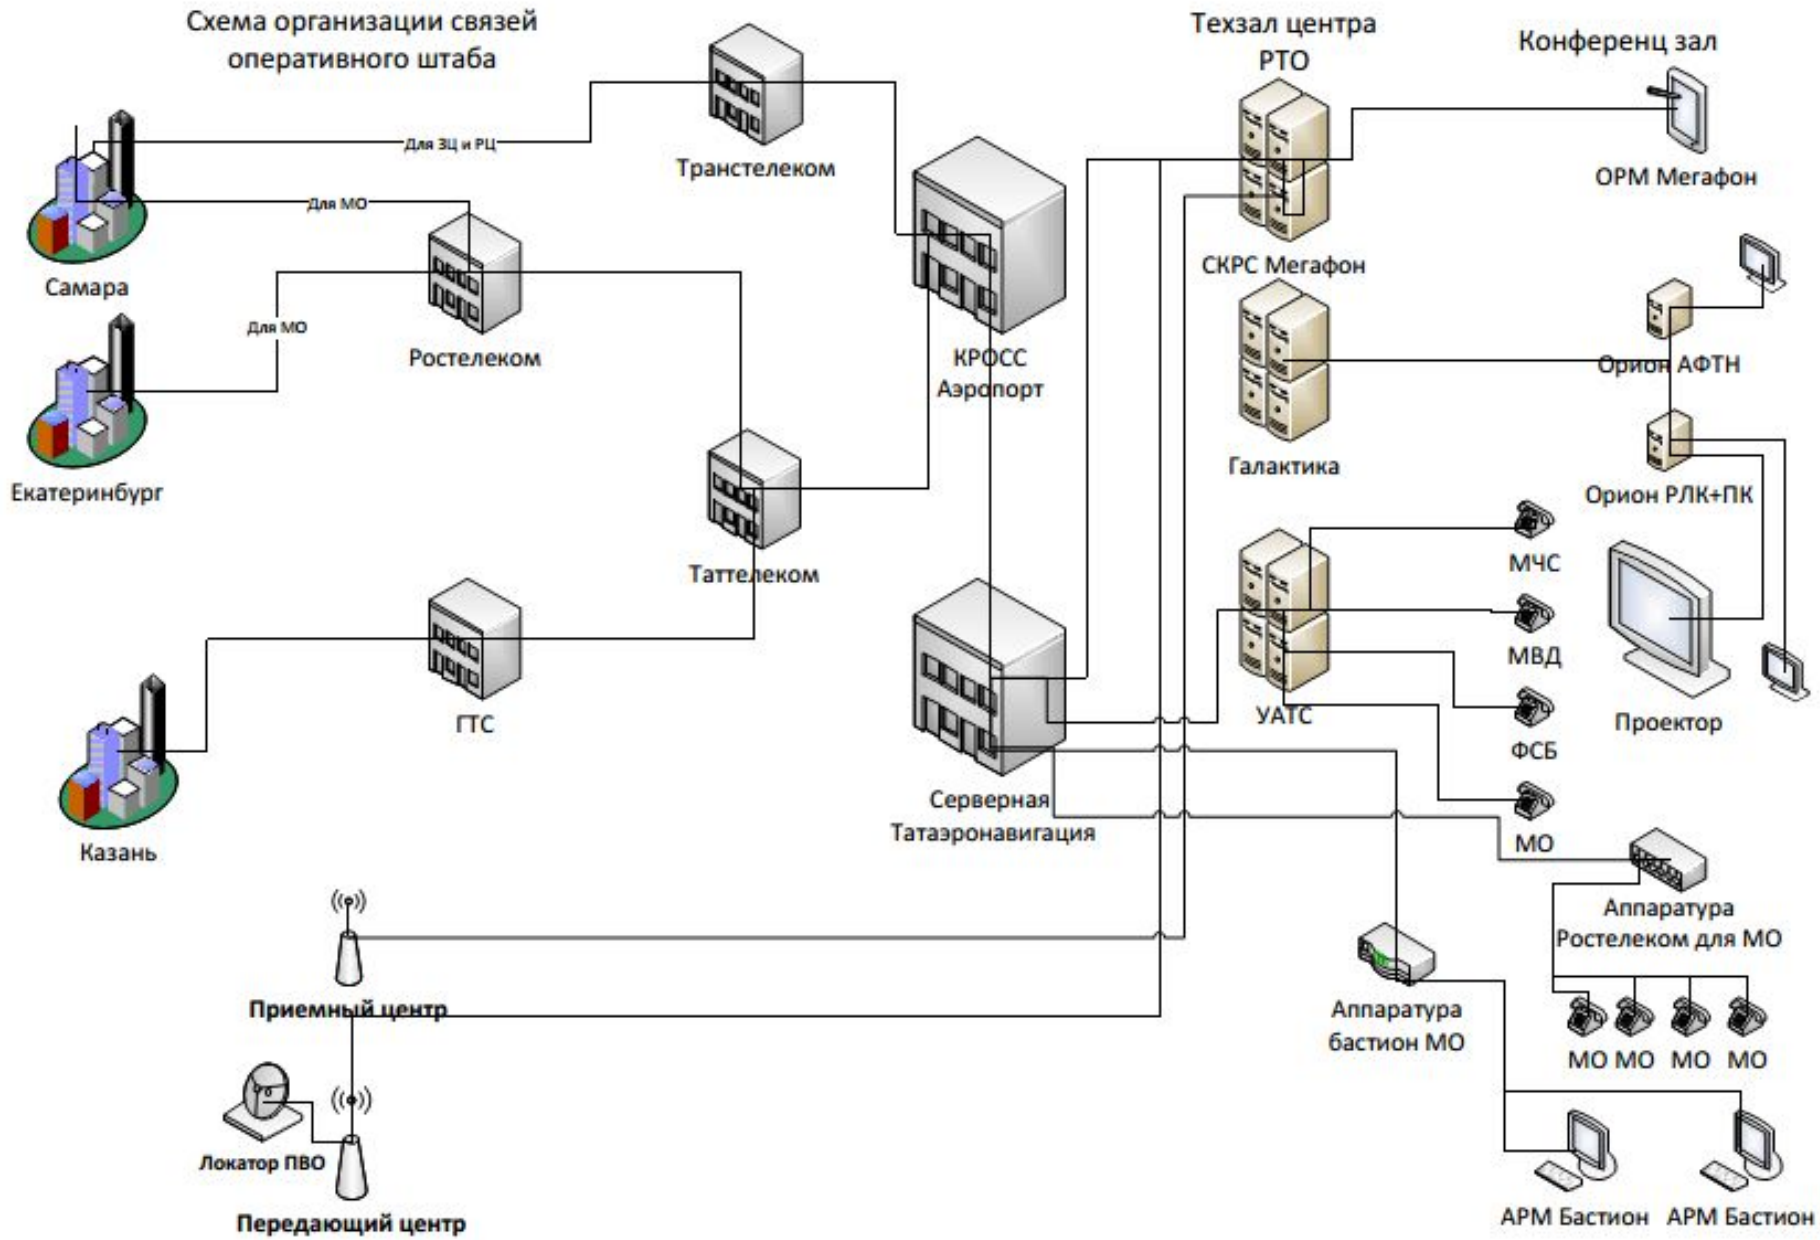 Схема организации связей
оперативного штаба
Техзал центра
РТО
Конференц зал
Для ЗЦ и РЦ
Транстелеком
ОРМ Мегафон
Для МО
Самара
СКРС Мегафон
Для МО
Ростелеком
КРОСС
Аэропорт
Орион АФТН
Екатеринбург
Галактика
Орион РЛК+ПК
Таттелеком
МЧС
МВД
ГТС
УАТС
Проектор
ФСБ
Серверная
Татаэронавигация
МО
Казань
Аппаратура
Ростелеком для МО
Приемный центр
Аппаратура
бастион МО
МО МО МО МО
Локатор ПВО
Передающий центр
АРМ Бастион АРМ Бастион